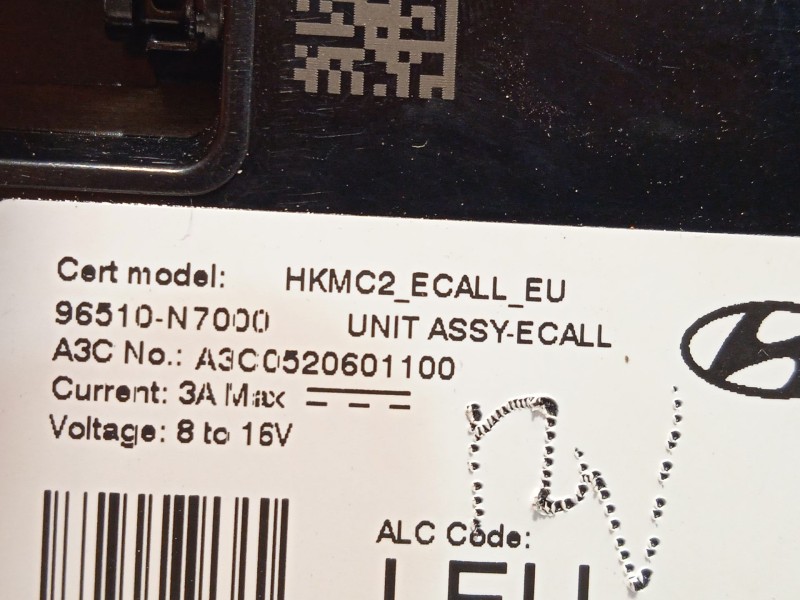 Cert model: HKMC2_ECALL_EU
96510-N7000 UNIT ASSY-ECALL
A3C No.: A3C0520601100
Current: 3A Max
Voltage: 8 to 16V
ALC Code: